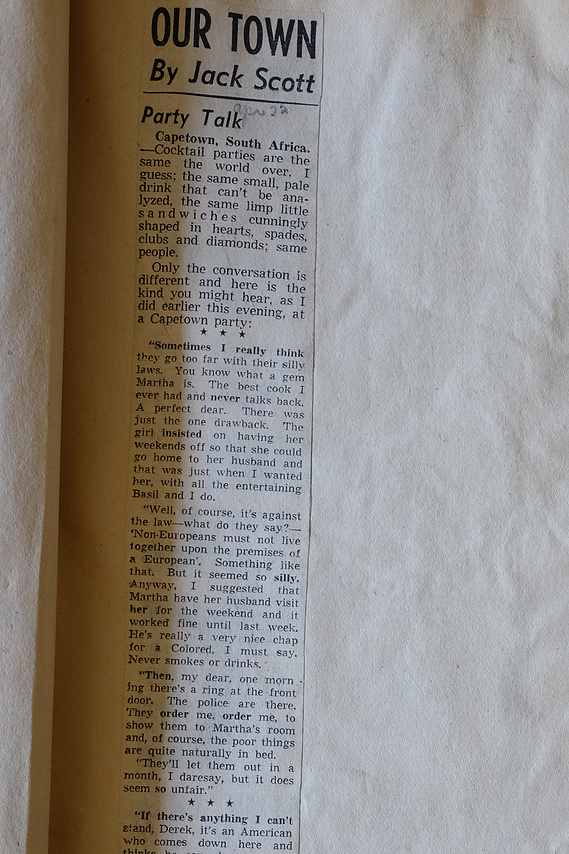 OUR TOWN
By Jack Scott
Party Talk
Capetown, South Africa.
—Cocktail parties are the
same the world over, I
guess; the same small, pale
drink that can't be ana-
lyzed, the same limp little
sandwiches cunningly
shaped in hearts, spades,
clubs and diamonds; same
people.
Only the conversation is
different and here is the
kind you might hear, as I
did earlier this evening, at
a Capetown party:
★ ★ ★
"Sometimes I really think
they go too far with their silly
laws. You know what a gem
Martha is. The best cook I
ever had and never talks back.
A perfect dear. There was
just the one drawback. The
girl insisted on having her
weekends off so that she could
go home to her husband and
that was just when I wanted
her, with all the entertaining
Basil and I do.
"Well, of course, it's against
the law—what do they say?—
'Non-Europeans must not live
together upon the premises of
a European'. Something like
that. But it seemed so silly.
Anyway, I suggested that
Martha have her husband visit
her for the weekend and it
worked fine until last week.
He's really a very nice chap
for a Colored, I must say.
Never smokes or drinks.
"Then, my dear, one morn-
ing there's a ring at the front
door. The police are there.
They order me, order me, to
show them to Martha's room
and, of course, the poor things
are quite naturally in bed.
"They'll let them out in a
month, I daresay, but it does
seem so unfair."
★ ★ ★
"If there's anything I can't
stand, Derek, it's an American
who comes down here and
thinks he